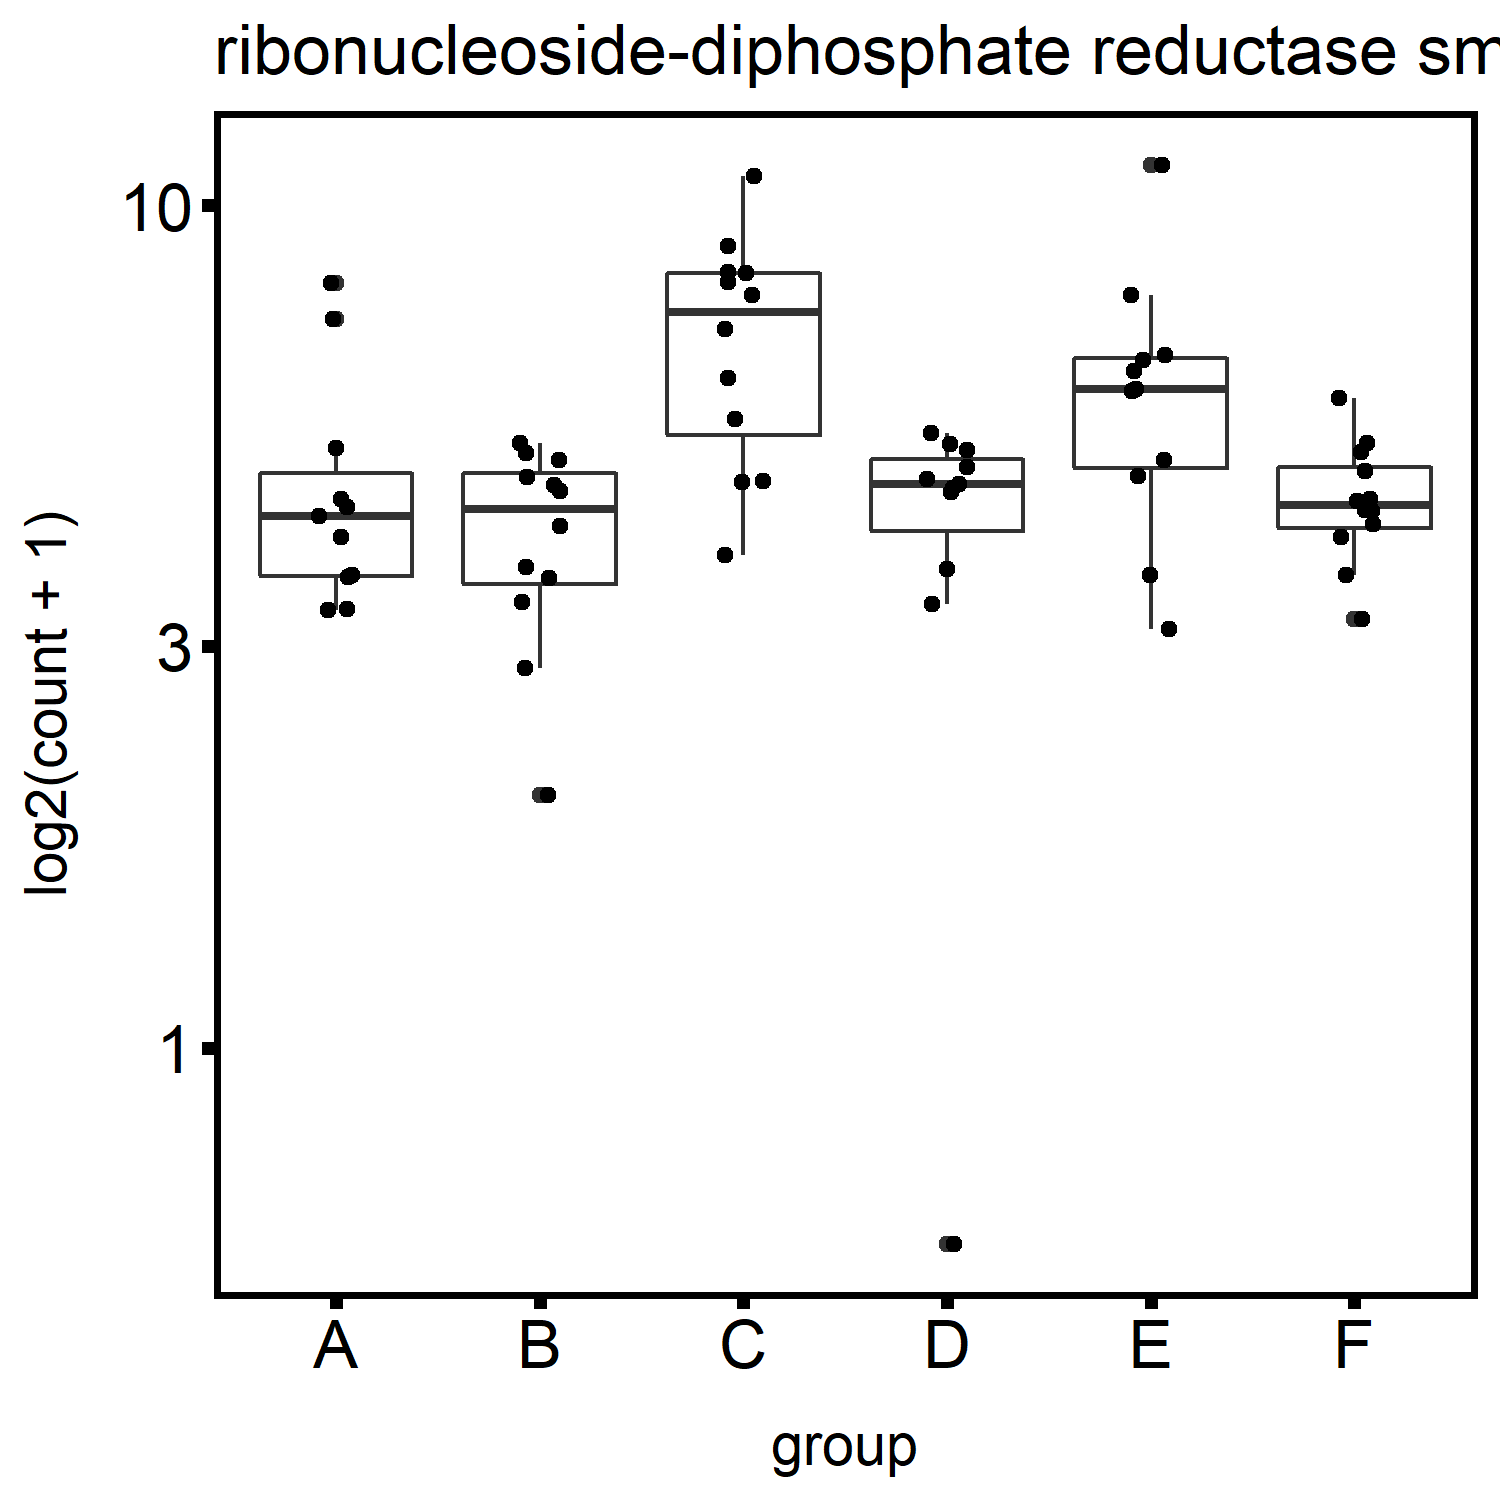 ribonucleoside-diphosphate reductase sm
log2(count + 1)
10
3
1
A B C D E F
group